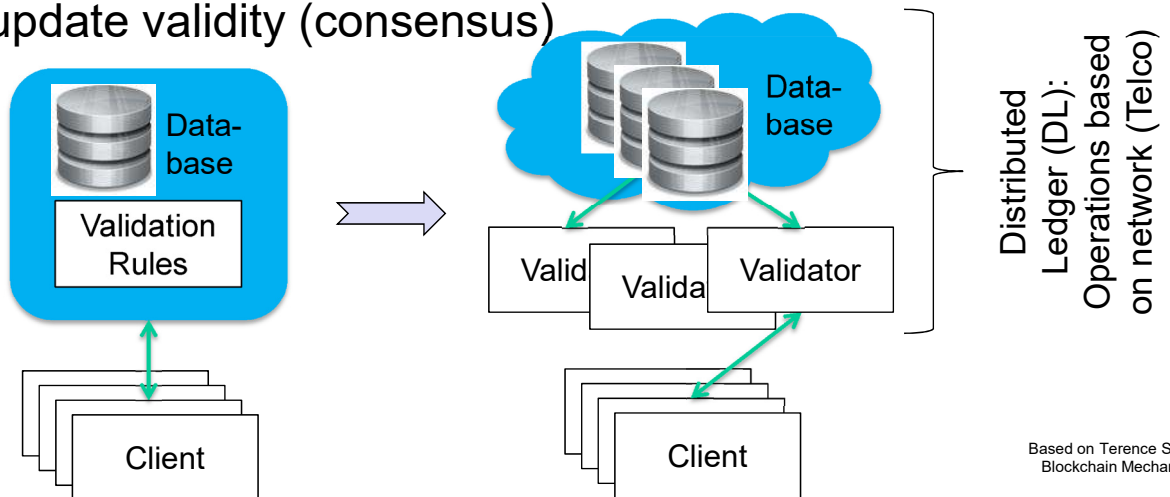 update validity (consensus)
Data-
base
Validation
Rules
Client
Data-
base
Valid
Valida
Validator
Client
Distributed
Ledger (DL):
Operations based
on network (Telco)
Based on Terence S
Blockchain Mechan